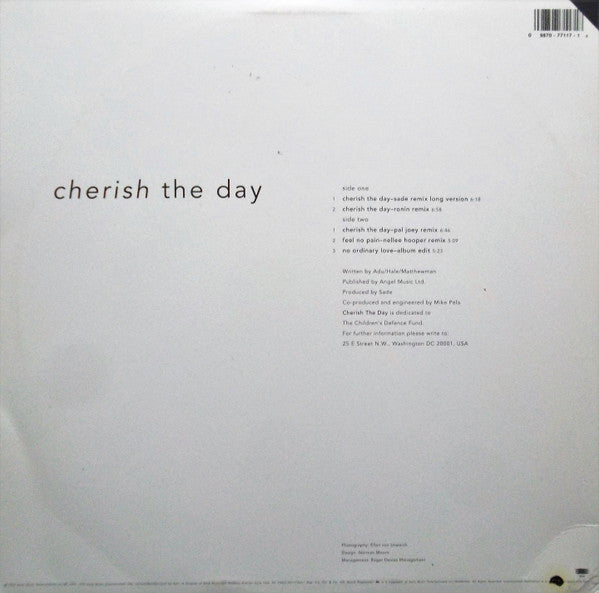 0 9870-77117-1
cherish the day
side one
1 cherish the day–sade remix long version 6:18
2 cherish the day–ronin remix 6:58
side two
1 cherish the day–pal joey remix 6:46
2 feel no pain–nellee hooper remix 5:09
3 no ordinary love–album edit 5:23
Written by Adu/Hale/Matthewman
Published by Angel Music Ltd.
Produced by Sade
Co-produced and engineered by Mike Pela
Cherish The Day is dedicated to
The Children's Defence Fund.
For further information please write to:
25 E Street N.W., Washington DC 20001, USA
Photography: Ellen von Unwerth
Design: Norman Moore
Management: Roger Davies Management